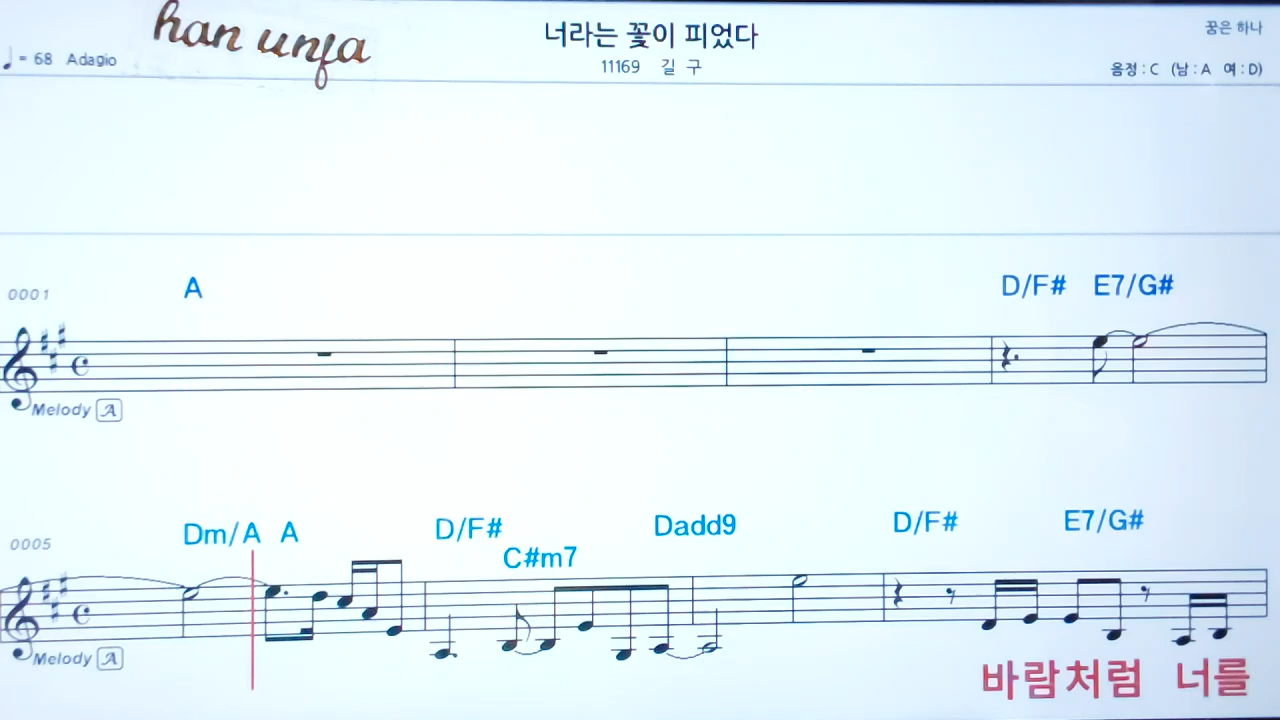 han unja
너라는 꽃이 피었다
꿈은 하나
♩= 68 Adagio
11169 길 구
음정 : C (남 : A 여 : D)
0001 A D/F# E7/G#
Melody A
0005 Dm/A A D/F# C#m7 Dadd9 D/F# E7/G#
Melody A
바람처럼 너를